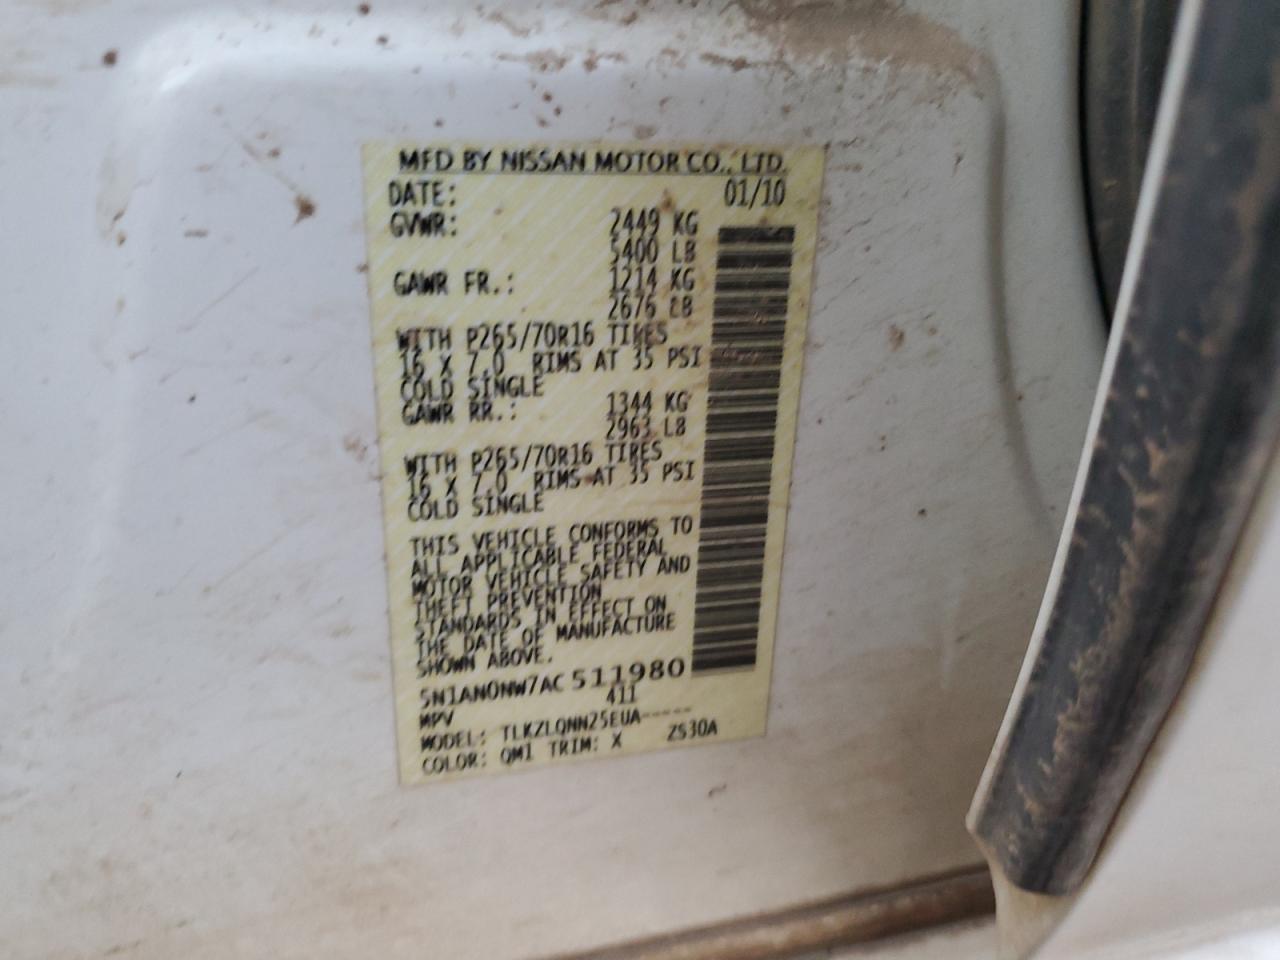 MFD BY NISSAN MOTOR CO., LTD.
DATE: 01/10
GVWR: 2449 KG
5400 LB
GAWR FR.: 1214 KG
2676 LB
WITH P265/70R16 TIRES
16 X 7.0 RIMS AT 35 PSI
COLD SINGLE
GAWR RR.: 1344 KG
2963 LB
WITH P265/70R16 TIRES
16 X 7.0 RIMS AT 35 PSI
COLD SINGLE
THIS VEHICLE CONFORMS TO
ALL APPLICABLE FEDERAL
MOTOR VEHICLE SAFETY AND
THEFT PREVENTION
STANDARDS IN EFFECT ON
THE DATE OF MANUFACTURE
SHOWN ABOVE.
5N1AN0NW7AC 511980
MPV 411
MODEL: TLKZLQNN25EUA-----
COLOR: QM1 TRIM: X ZS30A